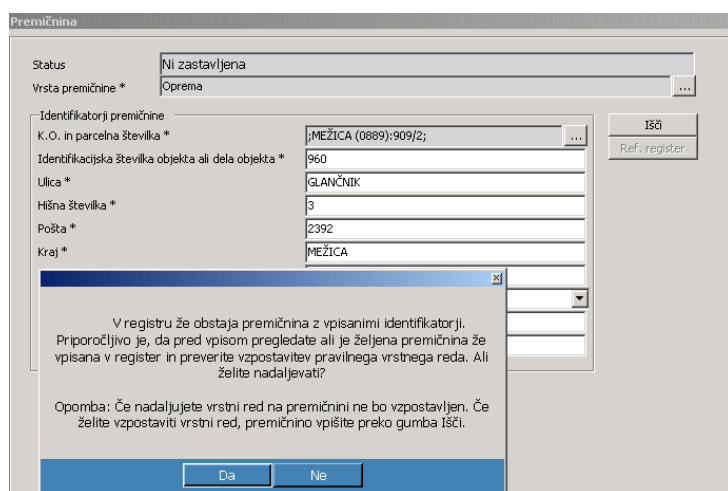 Premičnina
Status Ni zastavljena
Vrsta premičnine * Oprema ...
Identifikatorji premičnine
K.O. in parcelna številka * ;MEŽICA (0889):909/2; ...
Išči
Identifikacijska številka objekta ali dela objekta * 960
Ref. register
Ulica * GLANČNIK
Hišna številka * 3
Pošta * 2392
Kraj * MEŽICA
V registru že obstaja premičnina z vpisanimi identifikatorji.
Priporočljivo je, da pred vpisom pregledate ali je željena premičnina že
vpisana v register in preverite vzpostavitev pravilnega vrstnega reda. Ali
želite nadaljevati?
Opomba: Če nadaljujete vrstni red na premičnini ne bo vzpostavljen. Če
želite vzpostaviti vrstni red, premičnino vpišite preko gumba Išči.
Da Ne